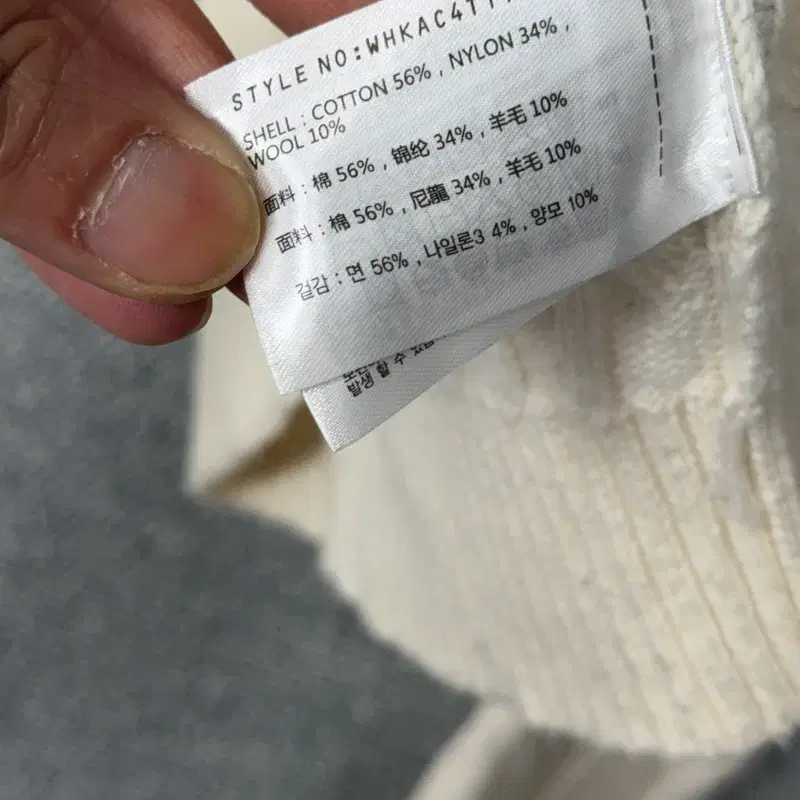 STYLE NO:WHKAC4T1
SHELL : COTTON 56% , NYLON 34% ,
WOOL 10%
面料 : 棉 56% , 锦纶 34% , 羊毛 10%
面料 : 棉 56% , 尼龍 34% , 羊毛 10%
겉감 : 면 56% , 나일론3 4% , 양모 10%
발생 할 수 있습